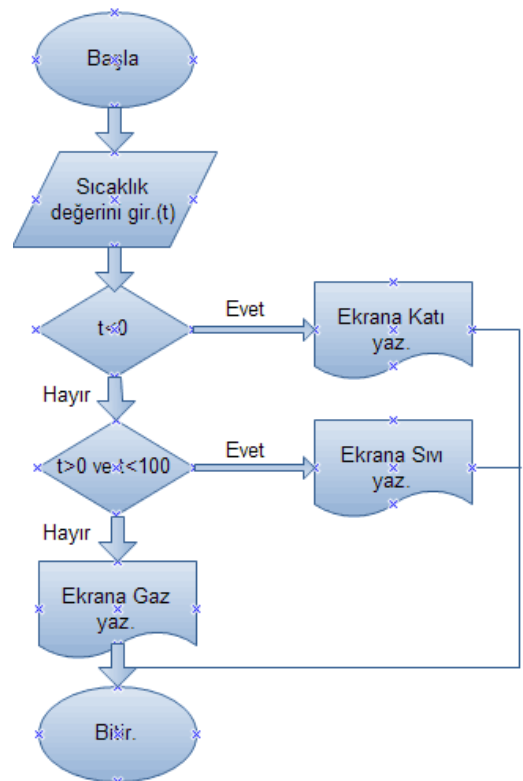 Başla
Sıcaklık
değerini gir.(t)
t<0
Evet
Ekrana Katı
yaz.
Hayır
t>0 ve t<100
Evet
Ekrana Sıvı
yaz.
Hayır
Ekrana Gaz
yaz.
Bitir.